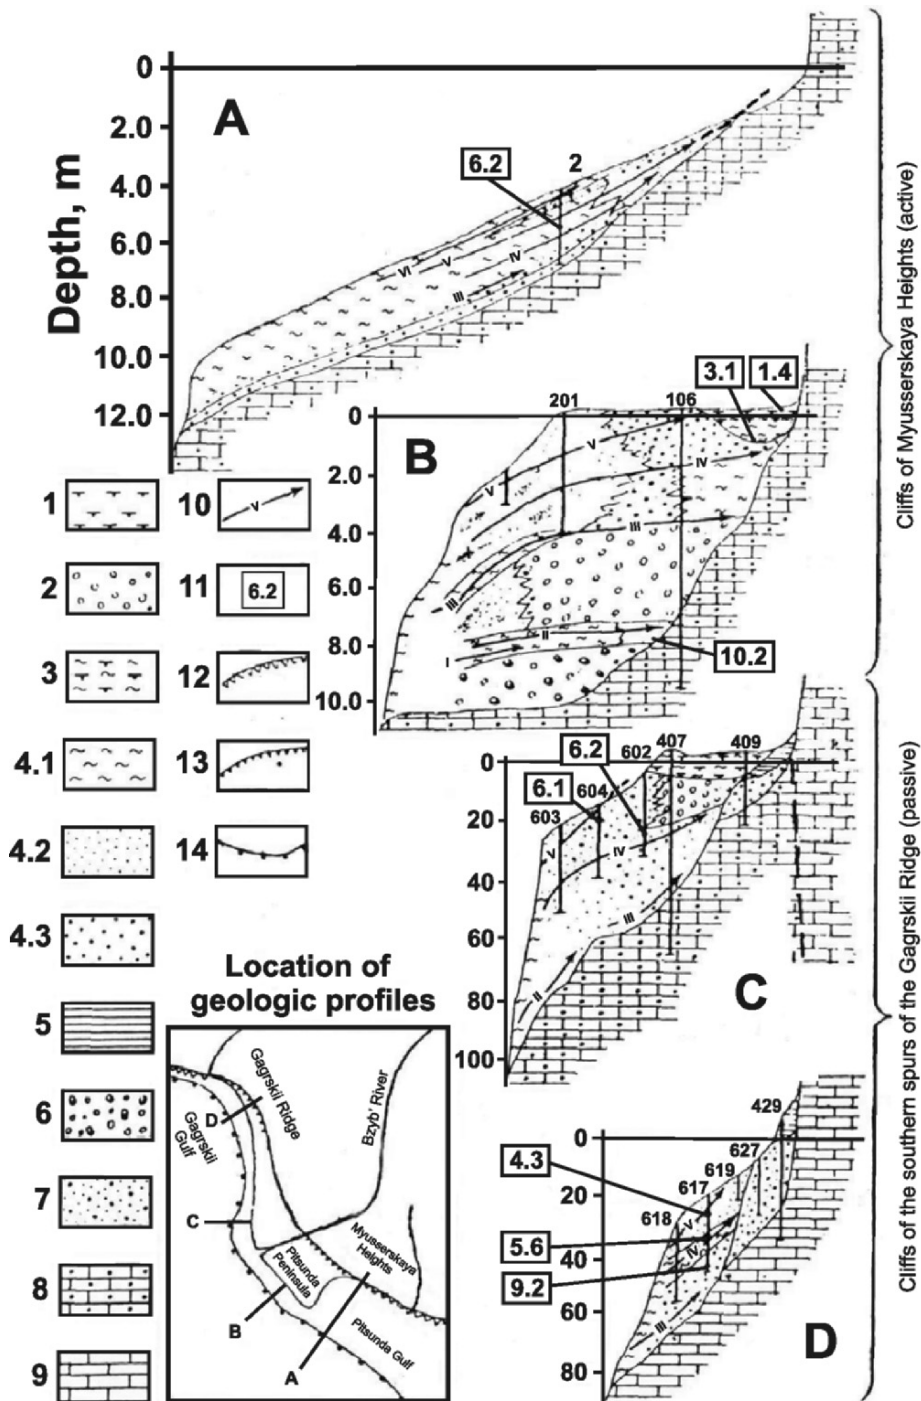 A
Depth, m
0
2.0
4.0
6.0
8.0
10.0
12.0
6.2
2
VI
V
IV
III
Cliffs of Myusserskaya Heights (active)
B
0
2.0
4.0
6.0
8.0
10.0
201
106
3.1
1.4
V
V
IV
III
III
II
I
10.2
1
2
3
4.1
4.2
4.3
5
6
7
8
9
10
V
11
6.2
12
13
14
C
0
20
40
60
80
100
6.2
6.1
602
407
409
604
603
V
IV
III
II
Cliffs of the southern spurs of the Gagrskii Ridge (passive)
D
0
20
40
60
80
429
627
619
617
618
4.3
5.6
9.2
V
IV
III
Location of
geologic profiles
Gagrskii Ridge
Bzyb' River
Gagrskii
Gulf
D
C
Myusserskaya
Heights
Pitsunda
Peninsula
B
A
Pitsunda Gulf